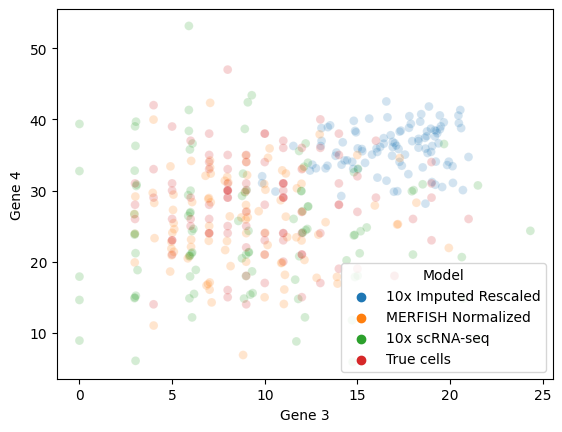 50
40
30
20
10
Gene 4
0
5
10
15
20
25
Gene 3
Model
10x Imputed Rescaled
MERFISH Normalized
10x scRNA-seq
True cells